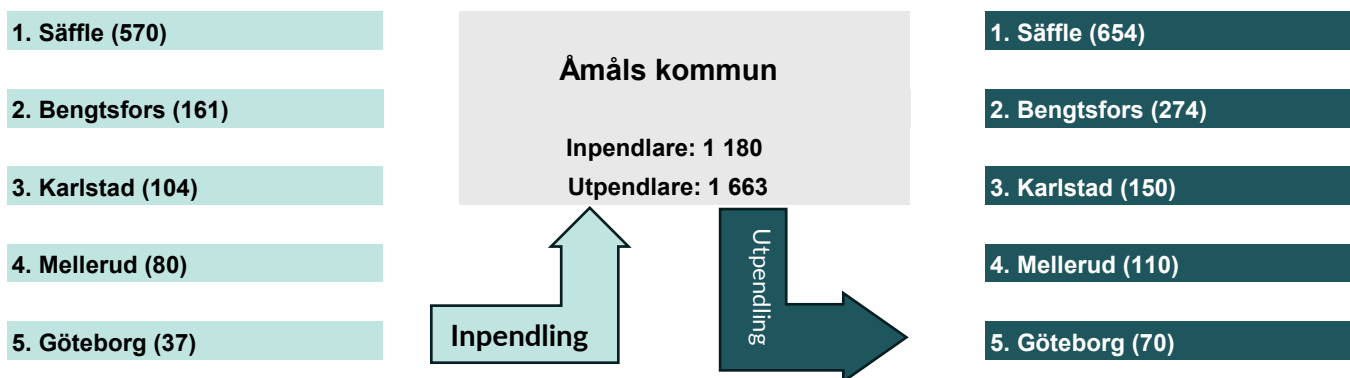 1. Säffle (570)
2. Bengtsfors (161)
3. Karlstad (104)
4. Mellerud (80)
5. Göteborg (37)
Åmåls kommun
Inpendlare: 1 180
Utpendlare: 1 663
Inpendling
Utpendling
1. Säffle (654)
2. Bengtsfors (274)
3. Karlstad (150)
4. Mellerud (110)
5. Göteborg (70)